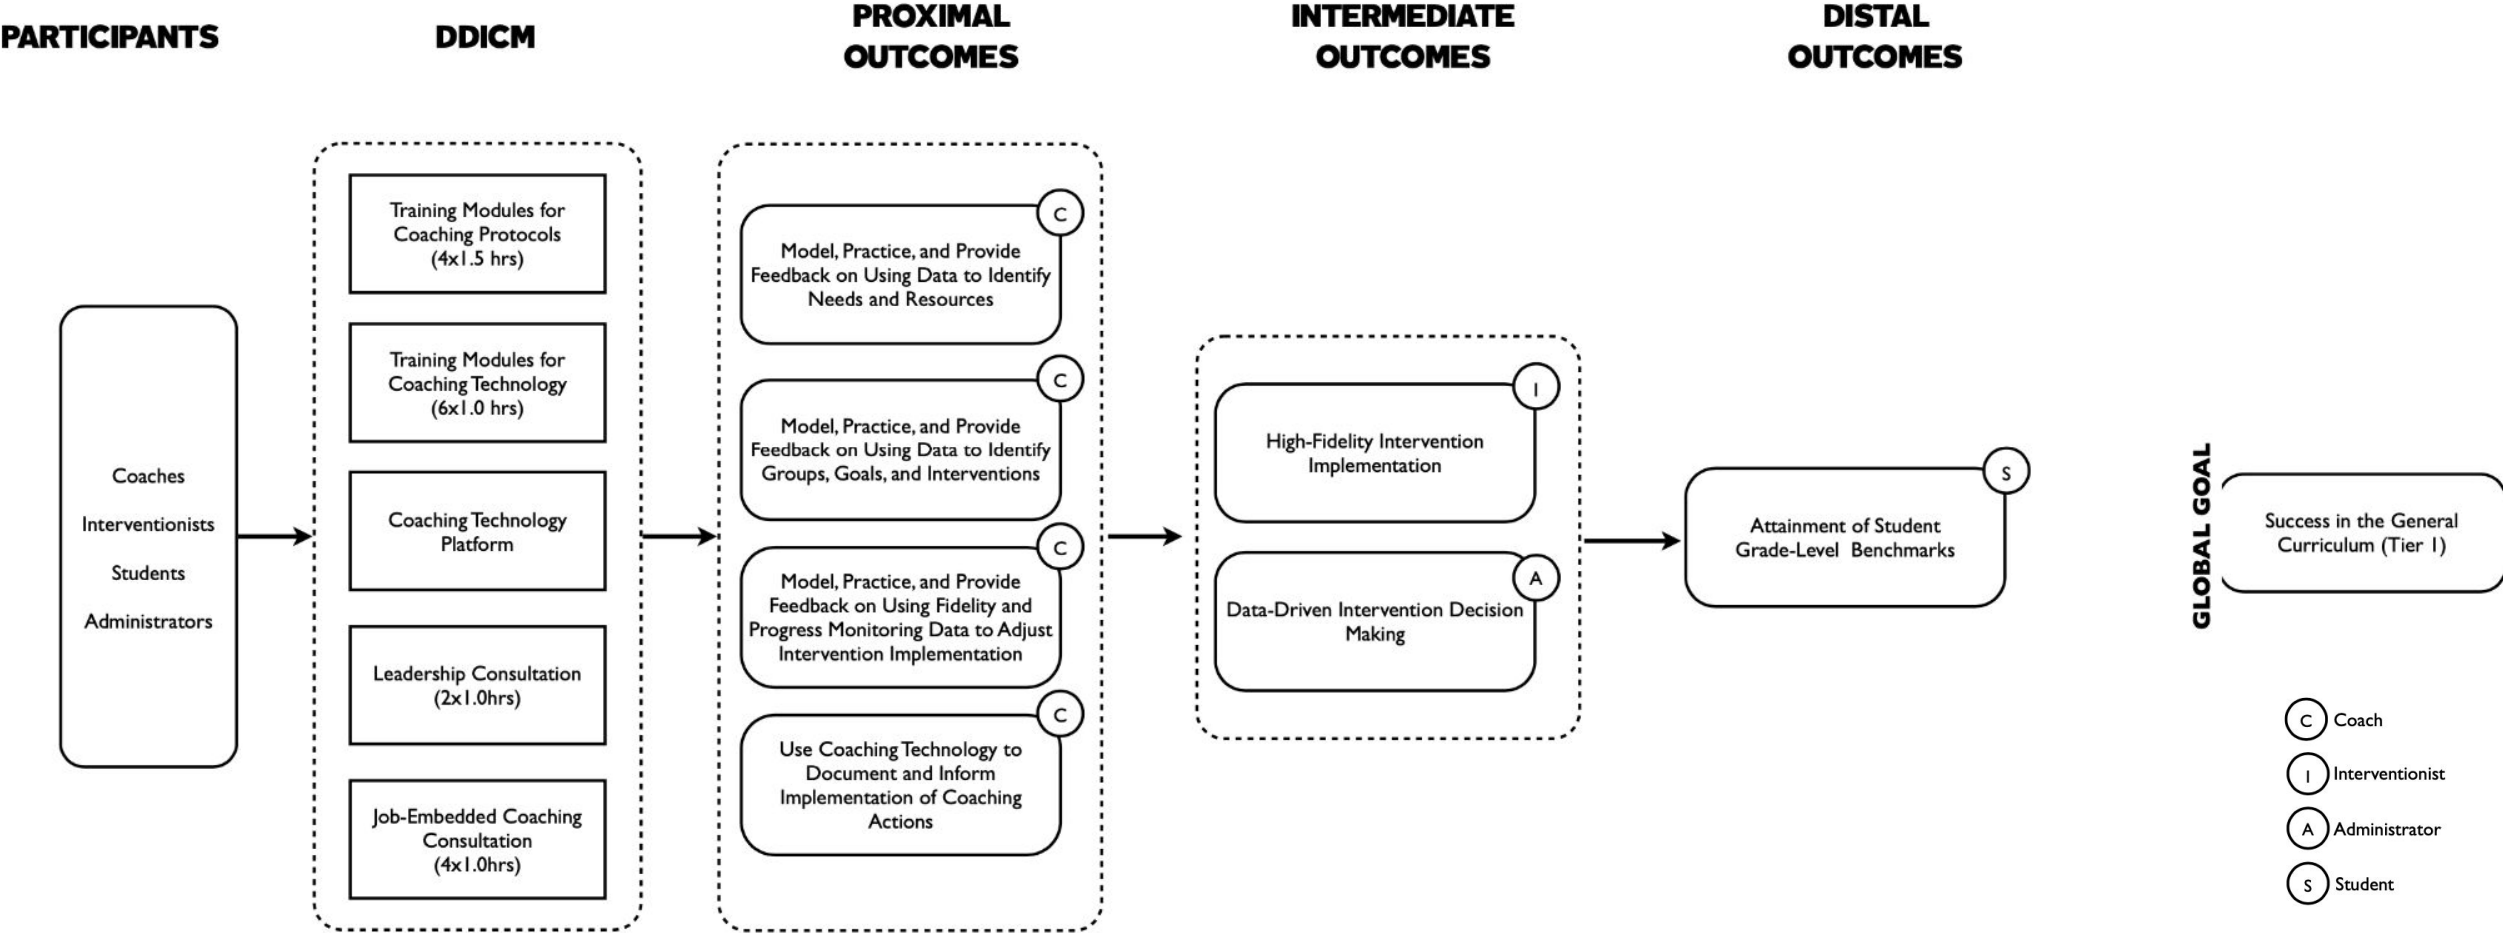 PARTICIPANTS
DDICM
PROXIMAL
OUTCOMES
INTERMEDIATE
OUTCOMES
DISTAL
OUTCOMES
Coaches
Interventionists
Students
Administrators
Training Modules for
Coaching Protocols
(4x1.5 hrs)
Training Modules for
Coaching Technology
(6x1.0 hrs)
Coaching Technology
Platform
Leadership Consultation
(2x1.0hrs)
Job-Embedded Coaching
Consultation
(4x1.0hrs)
C
Model, Practice, and Provide
Feedback on Using Data to Identify
Needs and Resources
C
Model, Practice, and Provide
Feedback on Using Data to Identify
Groups, Goals, and Interventions
C
Model, Practice, and Provide
Feedback on Using Fidelity and
Progress Monitoring Data to Adjust
Intervention Implementation
C
Use Coaching Technology to
Document and Inform
Implementation of Coaching
Actions
I
High-Fidelity Intervention
Implementation
A
Data-Driven Intervention Decision
Making
S
Attainment of Student
Grade-Level Benchmarks
GLOBAL GOAL
Success in the General
Curriculum (Tier 1)
C Coach
I Interventionist
A Administrator
S Student